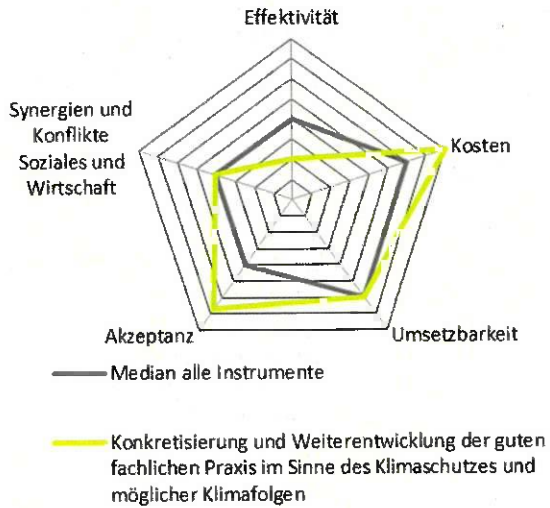 Effektivität
Synergien und
Konflikte
Soziales und
Wirtschaft
Kosten
Akzeptanz
Umsetzbarkeit
Median alle Instrumente
Konkretisierung und Weiterentwicklung der guten
fachlichen Praxis im Sinne des Klimaschutzes und
möglicher Klimafolgen